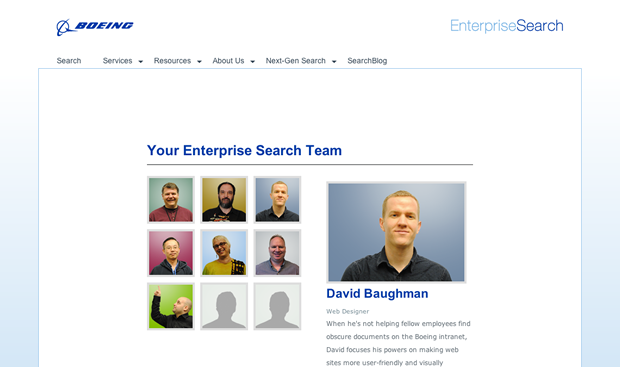 BOEING
EnterpriseSearch
Search Services Resources About Us Next-Gen Search SearchBlog
Your Enterprise Search Team
David Baughman
Web Designer
When he's not helping fellow employees find
obscure documents on the Boeing intranet,
David focuses his powers on making web
sites more user-friendly and visually